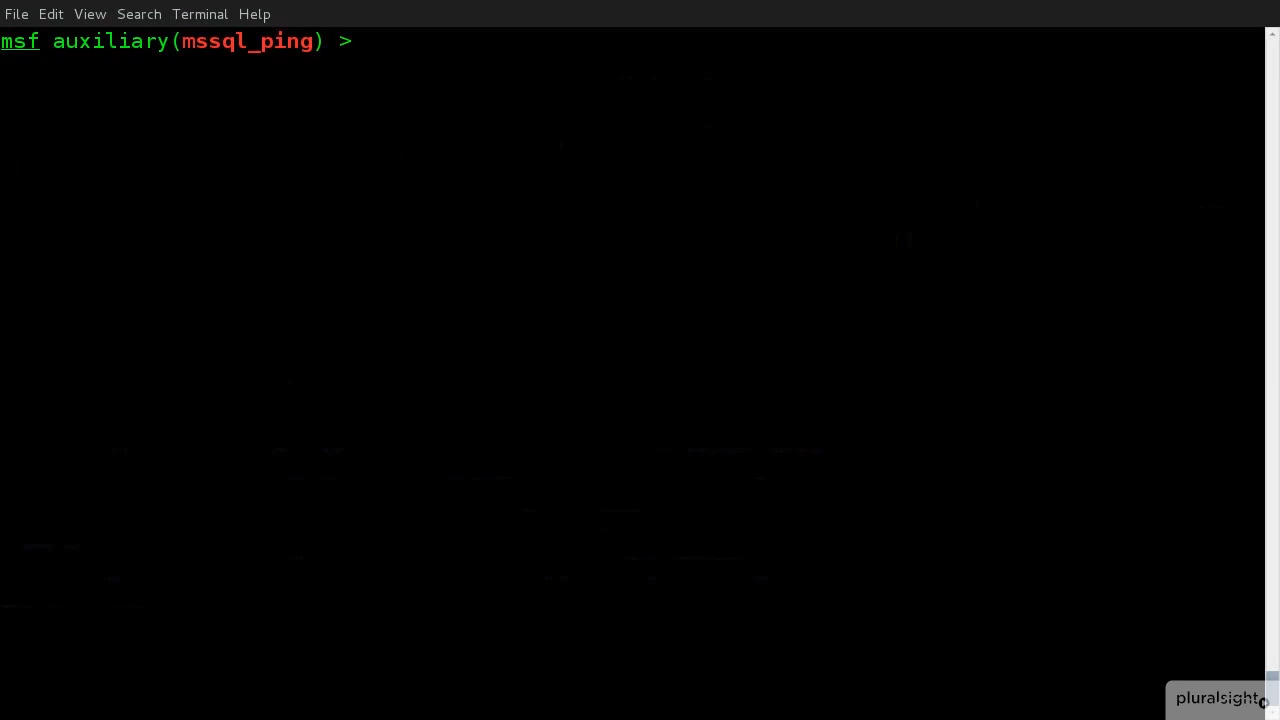 File Edit View Search Terminal Help
msf auxiliary(mssql_ping) >
pluralsight